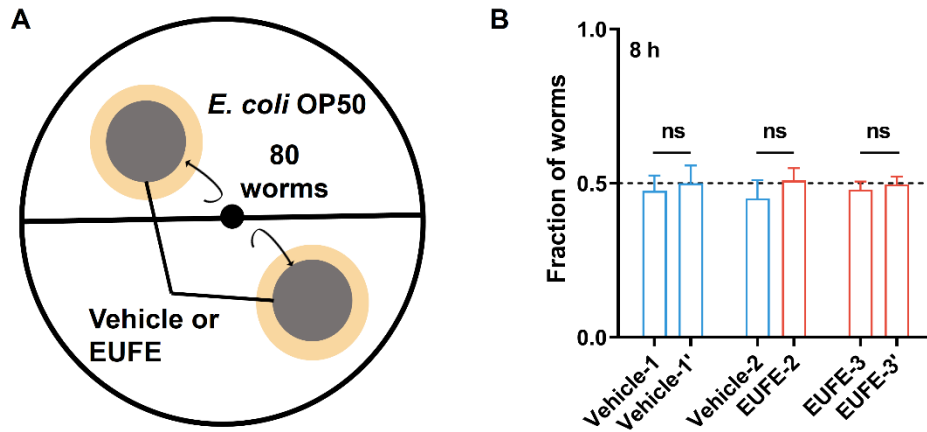 A
E. coli OP50
80
worms
Vehicle or
EUFE
B
8 h
1.0
0.5
0.0
Fraction of worms
ns
ns
ns
Vehicle-1
Vehicle-1'
Vehicle-2
EUFE-2
EUFE-3
EUFE-3'